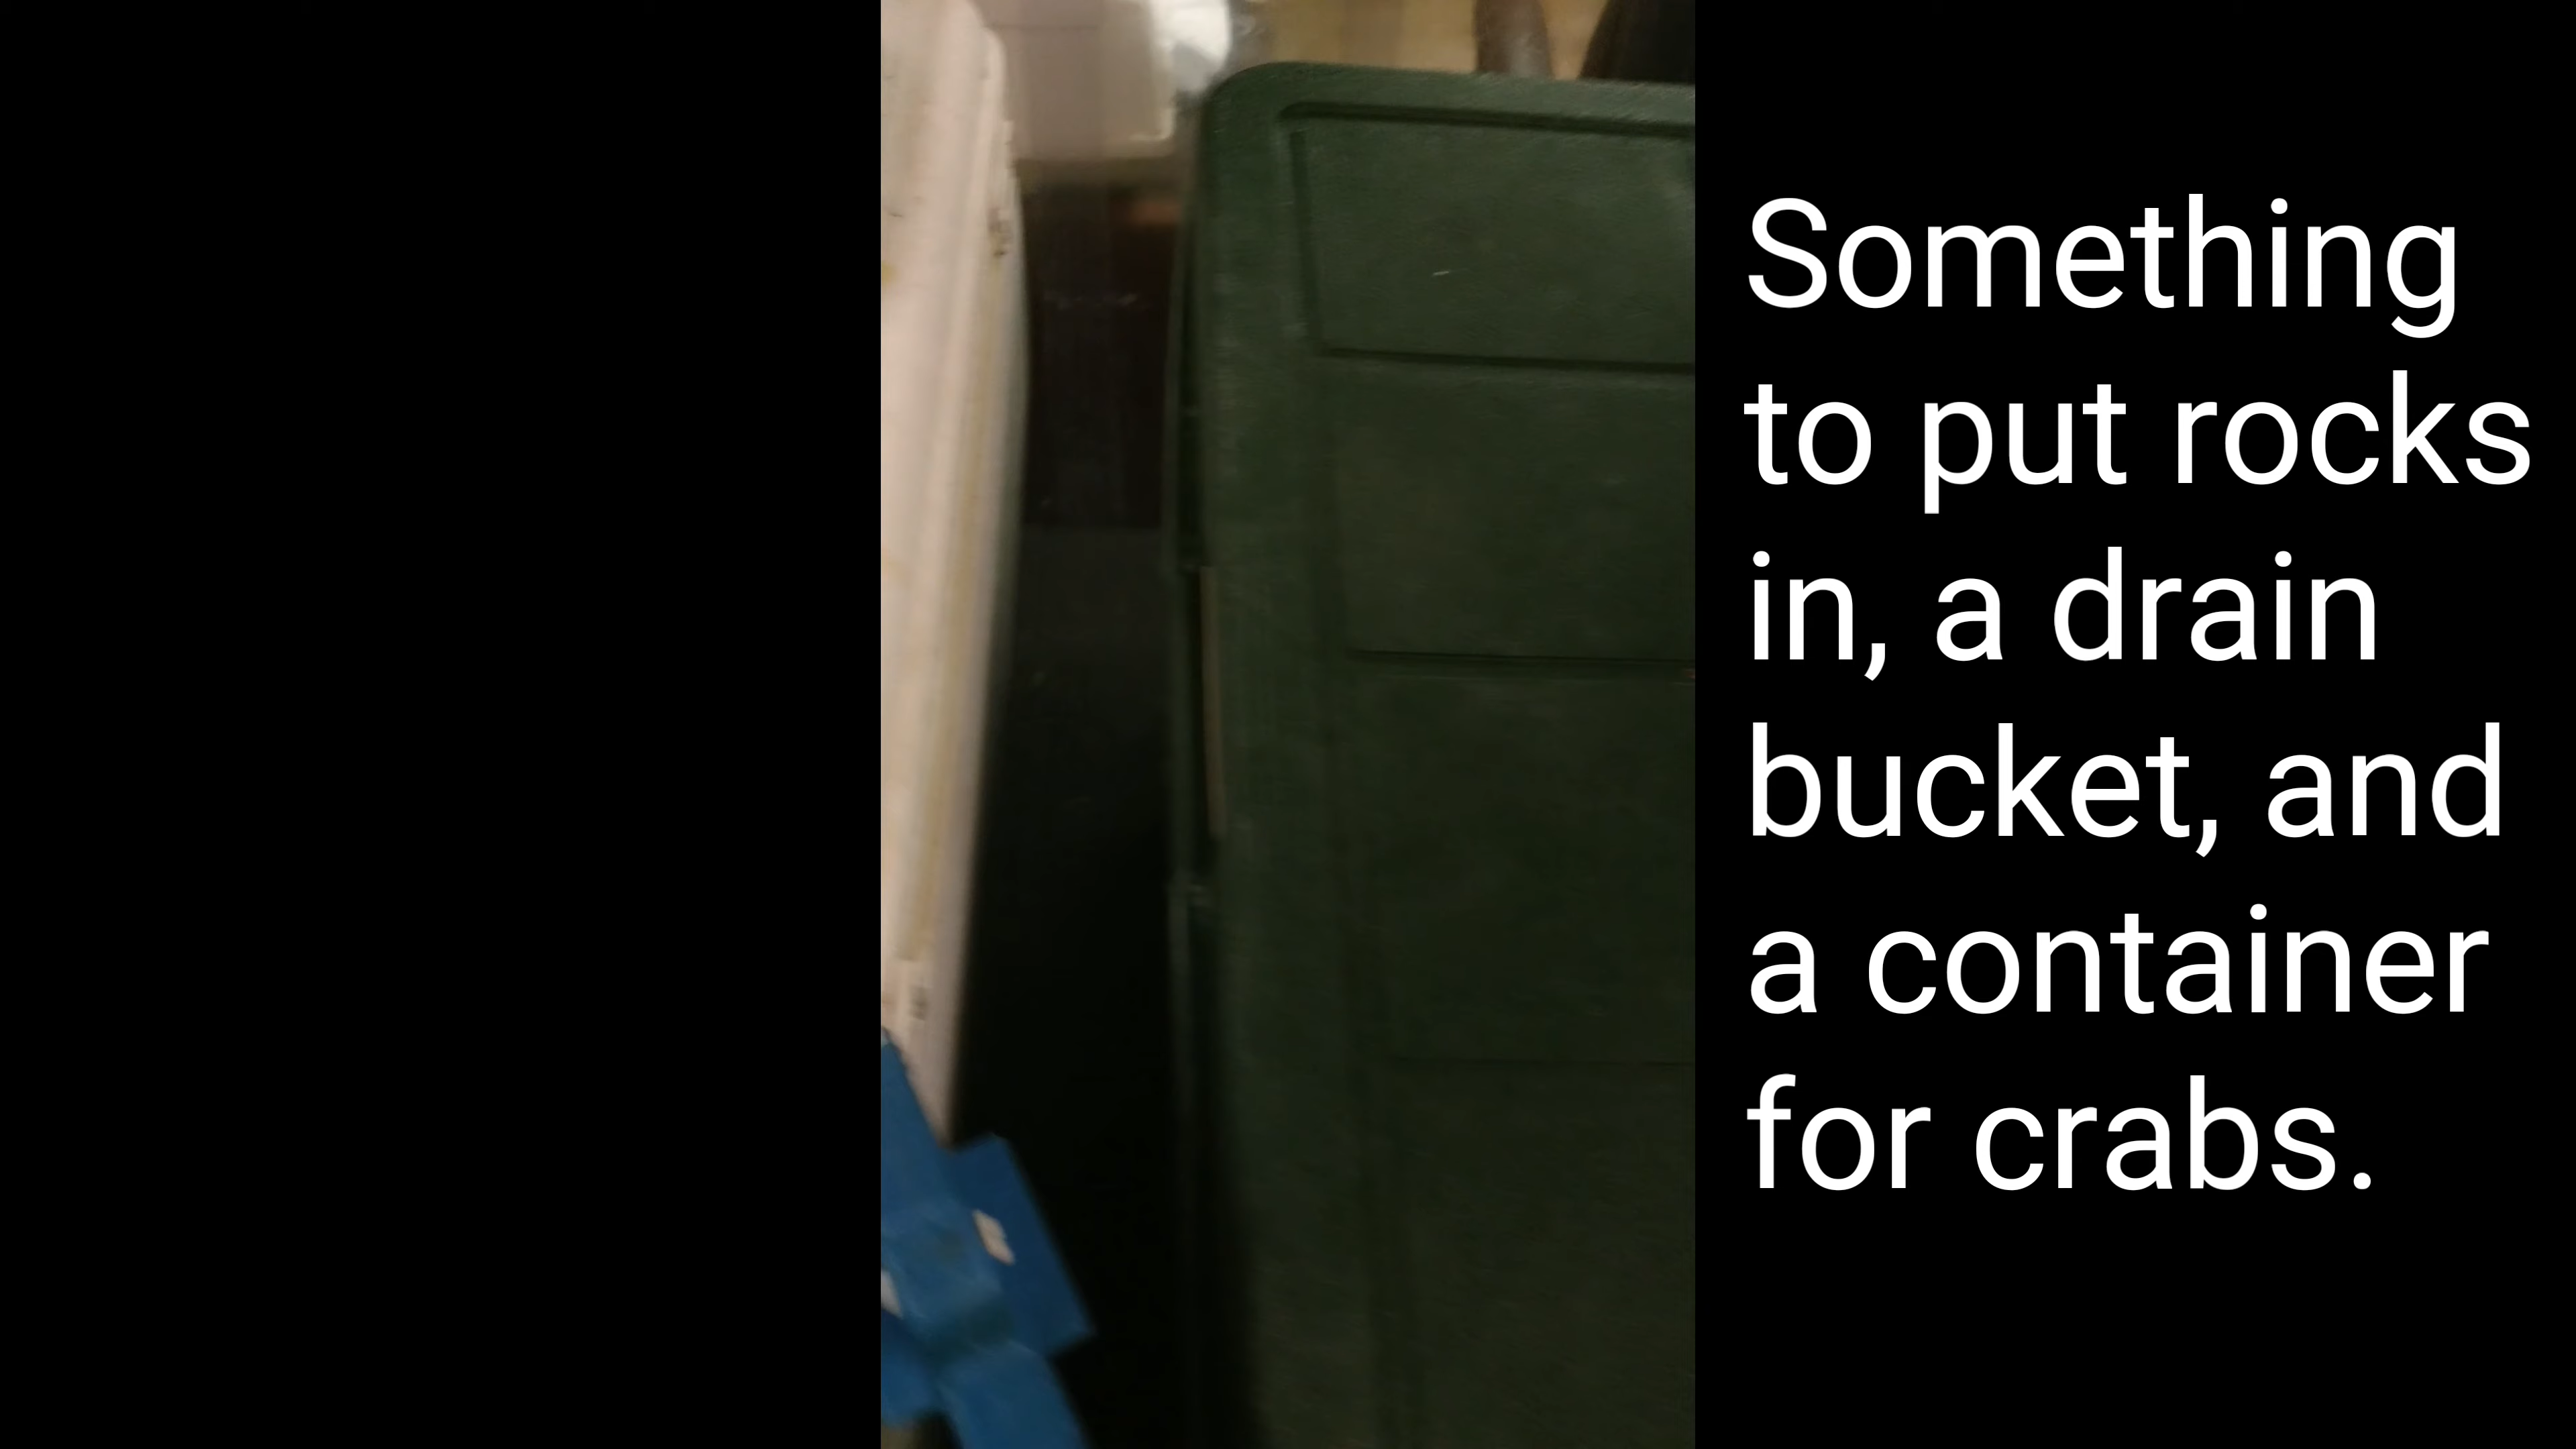 Something
to put rocks
in, a drain
bucket, and
a container
for crabs.